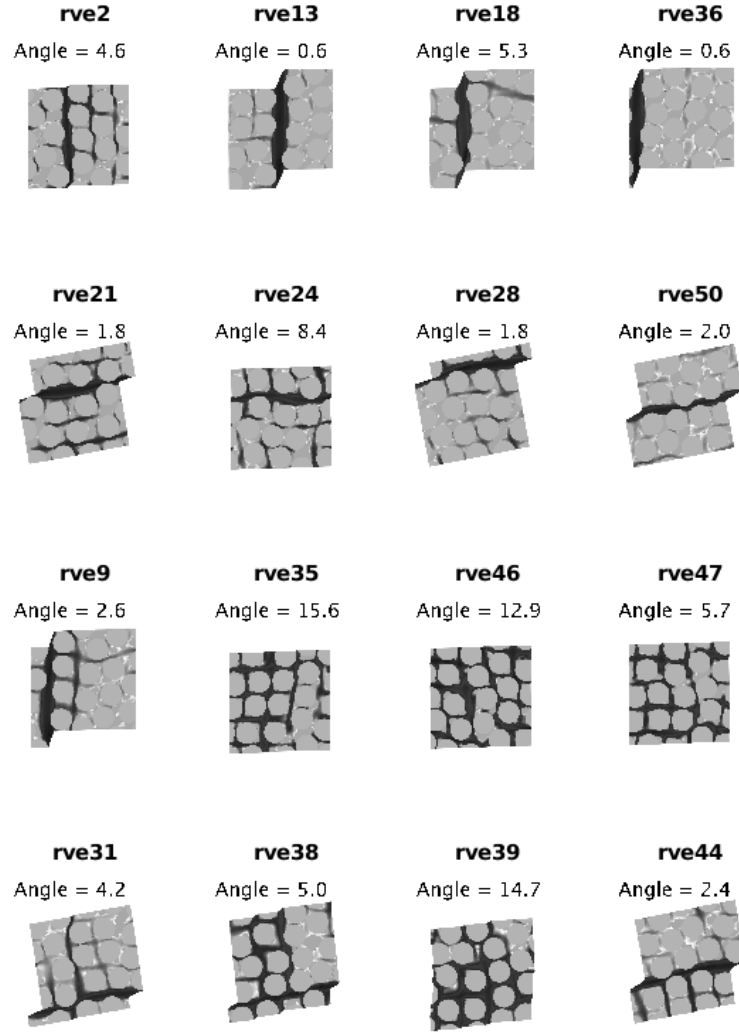 rve2 rve13 rve18 rve36
Angle = 4.6 Angle = 0.6 Angle = 5.3 Angle = 0.6
rve21 rve24 rve28 rve50
Angle = 1.8 Angle = 8.4 Angle = 1.8 Angle = 2.0
rve9 rve35 rve46 rve47
Angle = 2.6 Angle = 15.6 Angle = 12.9 Angle = 5.7
rve31 rve38 rve39 rve44
Angle = 4.2 Angle = 5.0 Angle = 14.7 Angle = 2.4